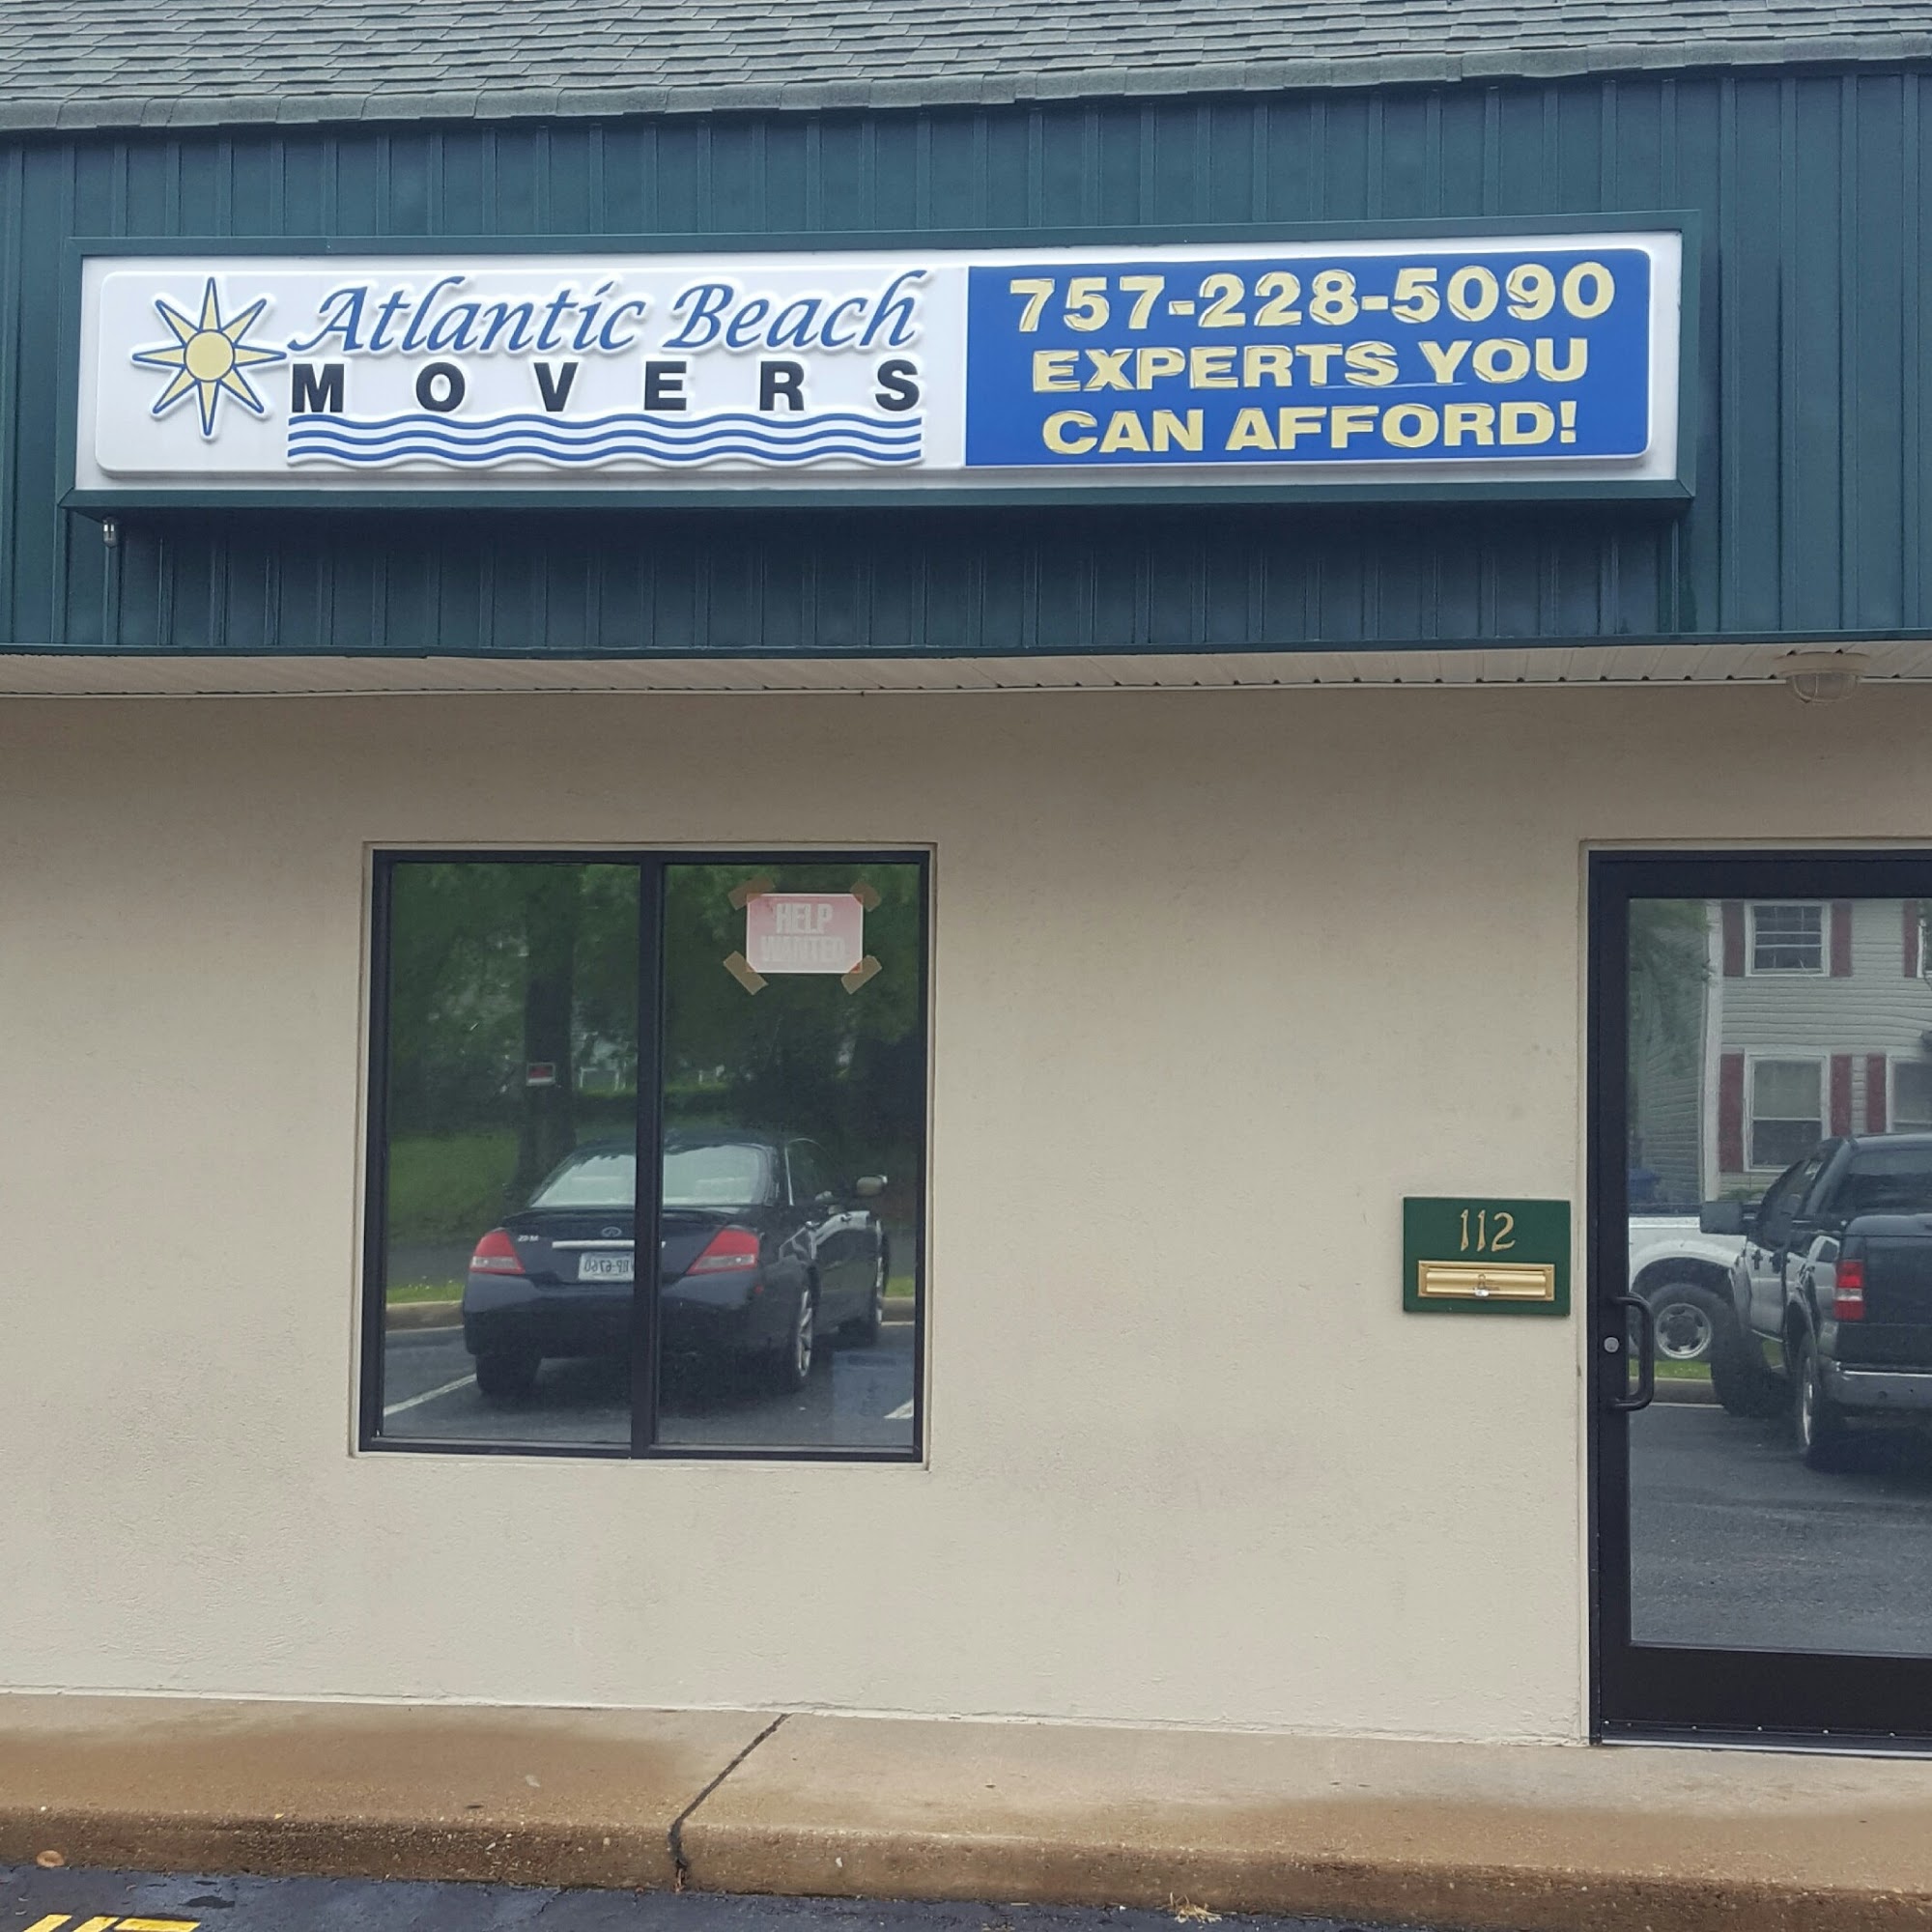 Atlantic Beach
MOVERS
757-228-5090
EXPERTS YOU
CAN AFFORD!
HELP
WANTED
112